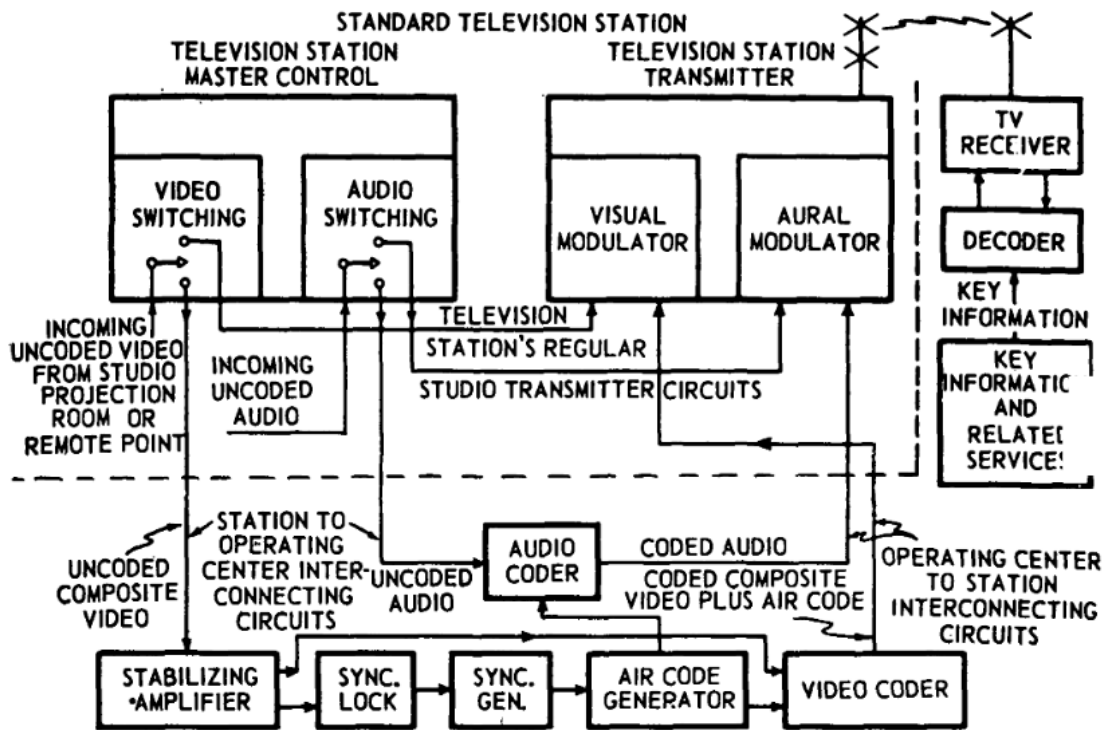 STANDARD TELEVISION STATION
TELEVISION STATION
MASTER CONTROL
TELEVISION STATION
TRANSMITTER
VIDEO
SWITCHING
AUDIO
SWITCHING
VISUAL
MODULATOR
AURAL
MODULATOR
TV
RECEIVER
DECODER
KEY
INFORMATION
KEY
INFORMATIC
AND
RELATED
SERVICES
INCOMING
UNCODED VIDEO
FROM STUDIO
PROJECTION
ROOM OR
REMOTE POINT
INCOMING
UNCODED
AUDIO
TELEVISION
STATION'S REGULAR
STUDIO TRANSMITTER CIRCUITS
UNCODED
COMPOSITE
VIDEO
STATION TO
OPERATING
CENTER INTER-
CONNECTING
CIRCUITS
UNCODED
AUDIO
AUDIO
CODER
CODED AUDIO
CODED COMPOSITE
VIDEO PLUS AIR CODE
OPERATING CENTER
TO STATION
INTERCONNECTING
CIRCUITS
STABILIZING
AMPLIFIER
SYNC.
LOCK
SYNC.
GEN.
AIR CODE
GENERATOR
VIDEO CODER